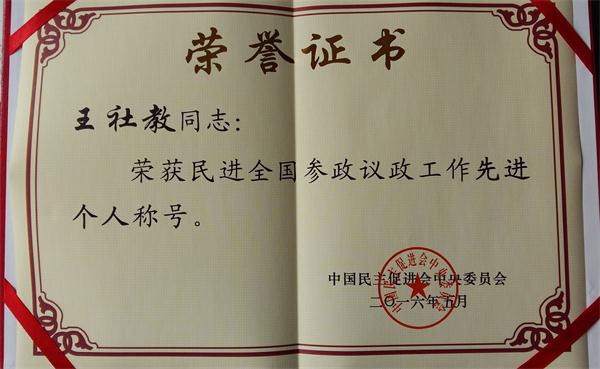 荣誉证书
王社教同志：
荣获民进全国参政议政工作先进
个人称号。
中国民主促进会中央委员会
二〇一六年五月